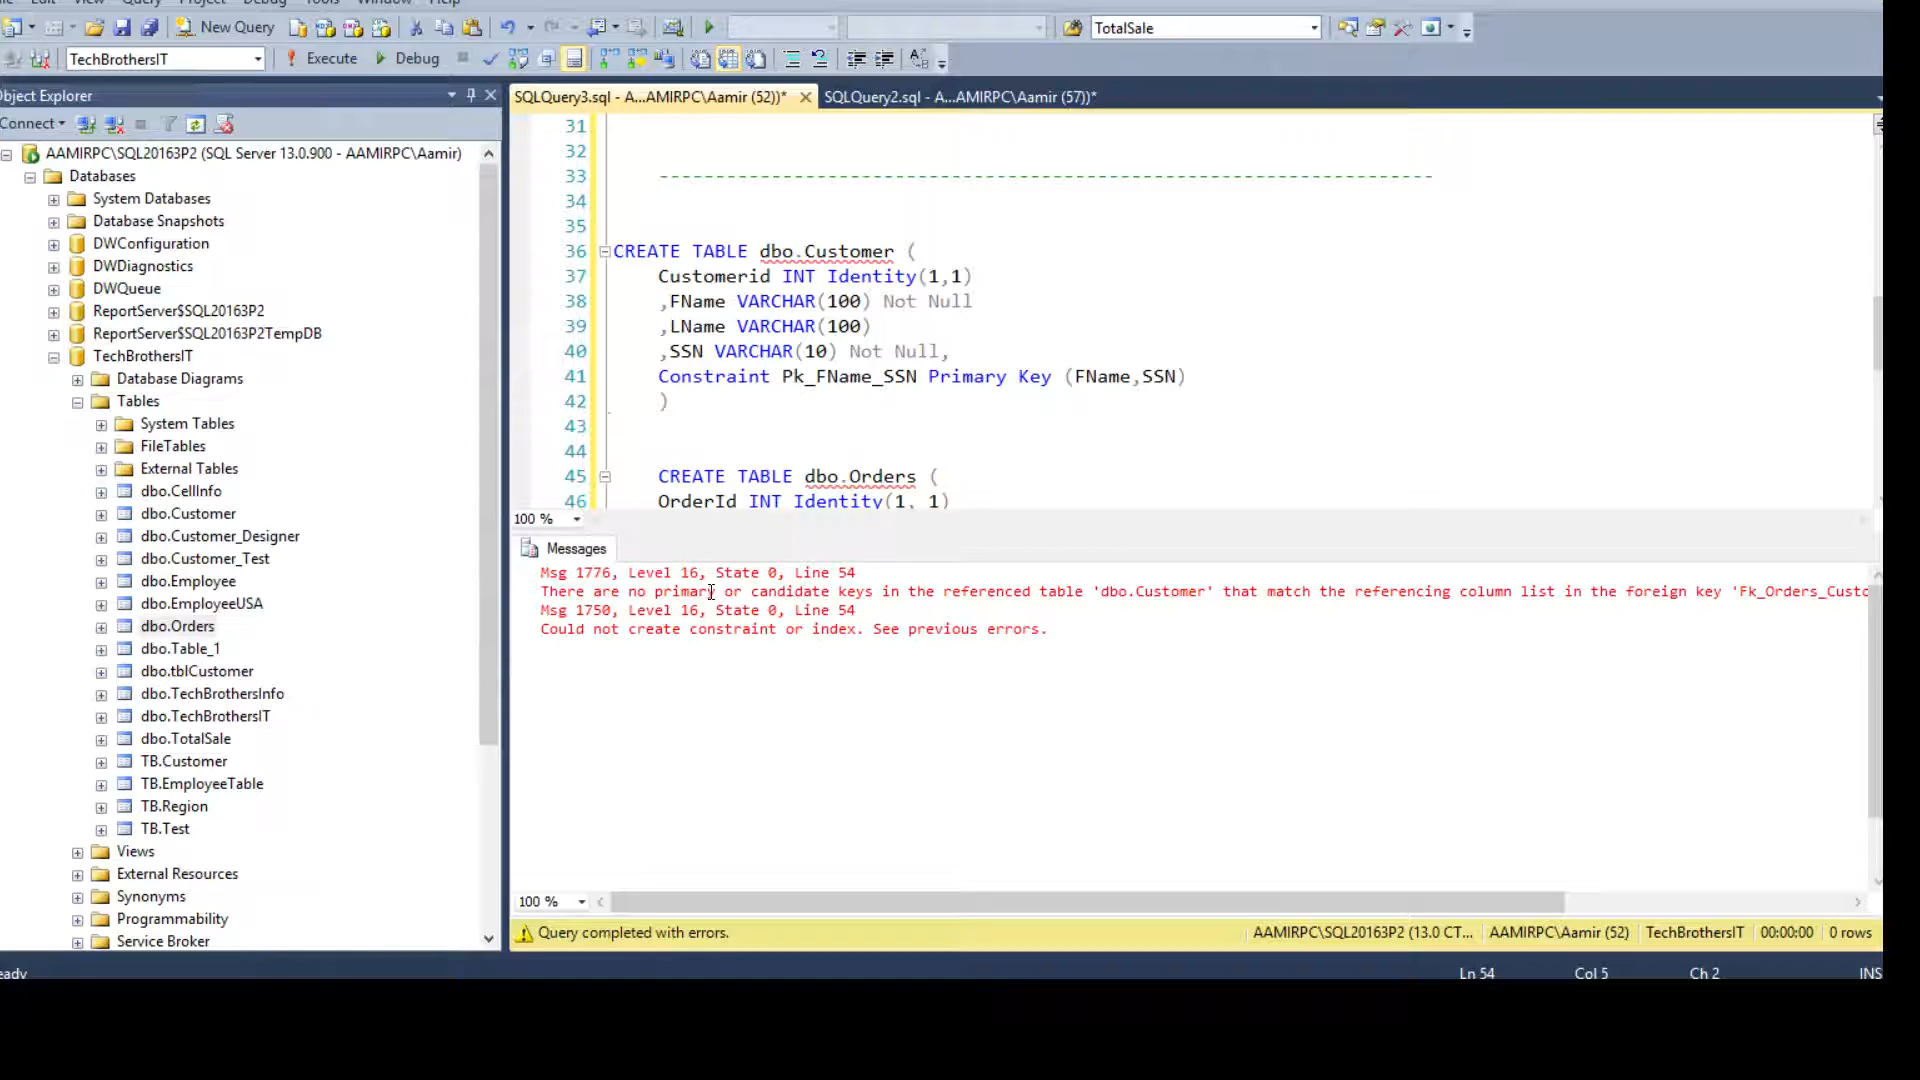 Edit View Query Project Debug Tools Window Help
New Query TotalSale
TechBrothersIT Execute Debug
Object Explorer
Connect
AAMIRPC\SQL20163P2 (SQL Server 13.0.900 - AAMIRPC\Aamir)
Databases
System Databases
Database Snapshots
DWConfiguration
DWDiagnostics
DWQueue
ReportServer$SQL20163P2
ReportServer$SQL20163P2TempDB
TechBrothersIT
Database Diagrams
Tables
System Tables
FileTables
External Tables
dbo.CellInfo
dbo.Customer
dbo.Customer_Designer
dbo.Customer_Test
dbo.Employee
dbo.EmployeeUSA
dbo.Orders
dbo.Table_1
dbo.tblCustomer
dbo.TechBrothersInfo
dbo.TechBrothersIT
dbo.TotalSale
TB.Customer
TB.EmployeeTable
TB.Region
TB.Test
Views
External Resources
Synonyms
Programmability
Service Broker
SQLQuery3.sql - A...AMIRPC\Aamir (52))* SQLQuery2.sql - A...AMIRPC\Aamir (57))*
31
32
33 ---------------------------------------------------------------------
34
35
36 CREATE TABLE dbo.Customer (
37 Customerid INT Identity(1,1)
38 ,FName VARCHAR(100) Not Null
39 ,LName VARCHAR(100)
40 ,SSN VARCHAR(10) Not Null,
41 Constraint Pk_FName_SSN Primary Key (FName,SSN)
42 )
43
44
45 CREATE TABLE dbo.Orders (
46 OrderId INT Identity(1, 1)
100 %
Messages
Msg 1776, Level 16, State 0, Line 54
There are no primary or candidate keys in the referenced table 'dbo.Customer' that match the referencing column list in the foreign key 'Fk_Orders_Custo
Msg 1750, Level 16, State 0, Line 54
Could not create constraint or index. See previous errors.
100 %
Query completed with errors. AAMIRPC\SQL20163P2 (13.0 CT... AAMIRPC\Aamir (52) TechBrothersIT 00:00:00 0 rows
eady Ln 54 Col 5 Ch 2 INS